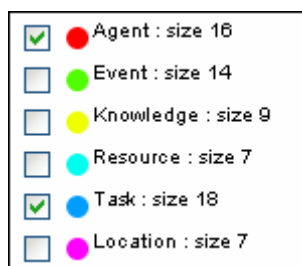 Agent : size 16
Event : size 14
Knowledge : size 9
Resource : size 7
Task : size 18
Location : size 7